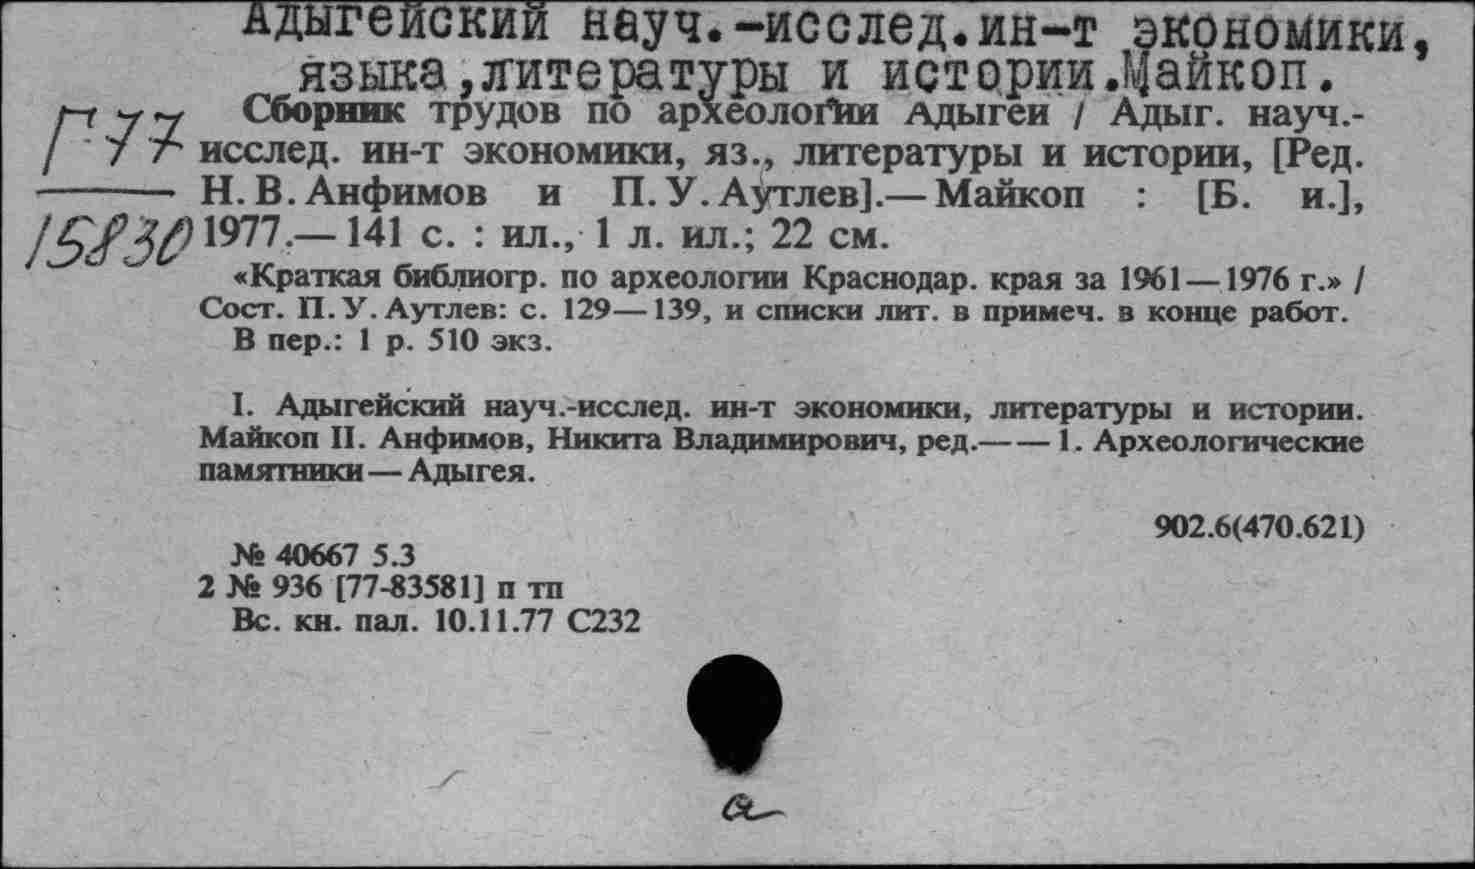 Адыгейский науч.-исслед.ин-т экономики,
языка,литературы и истории.Майкоп.
Г77
15830
Сборник трудов по археологии Адыгеи / Адыг. науч.-
исслед. ин-т экономики, яз., литературы и истории, [Ред.
Н. В. Анфимов и П. У. Аутлев].— Майкоп : [Б. и.],
1977.— 141 с. : ил., 1 л. ил.; 22 см.
«Краткая библиогр. по археологии Краснодар. края за 1961—1976 г.» /
Сост. П. У. Аутлев: с. 129—139, и списки лит. в примеч. в конце работ.
В пер.: 1 р. 510 экз.
I. Адыгейский науч.-исслед. ин-т экономики, литературы и истории.
Майкоп II. Анфимов, Никита Владимирович, ред.— — 1. Археологические
памятники — Адыгея.
902.6(470.621)
№ 40667 5.3
2 № 936 [77-83581] п тп
Вс. кн. пал. 10.11.77 С232